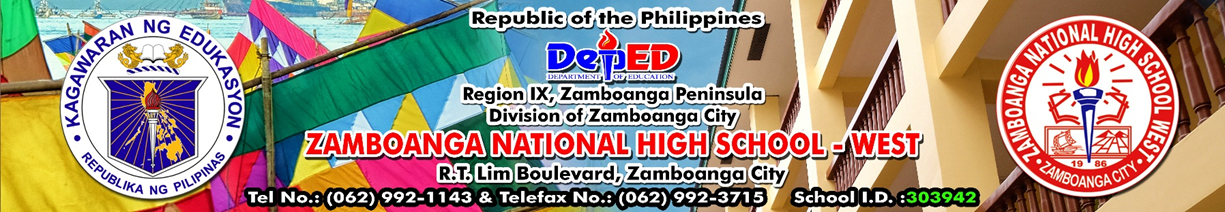 KAGAWARAN NG EDUKASYON
REPUBLIKA NG PILIPINAS
Republic of the Philippines
DepED
DEPARTMENT OF EDUCATION
Region IX, Zamboanga Peninsula
Division of Zamboanga City
ZAMBOANGA NATIONAL HIGH SCHOOL - WEST
R.T. Lim Boulevard, Zamboanga City
Tel No.: (062) 992-1143 & Telefax No.: (062) 992-3715 School I.D. :303942
ZAMBOANGA NATIONAL HIGH SCHOOL WEST
1986
ZAMBOANGA CITY